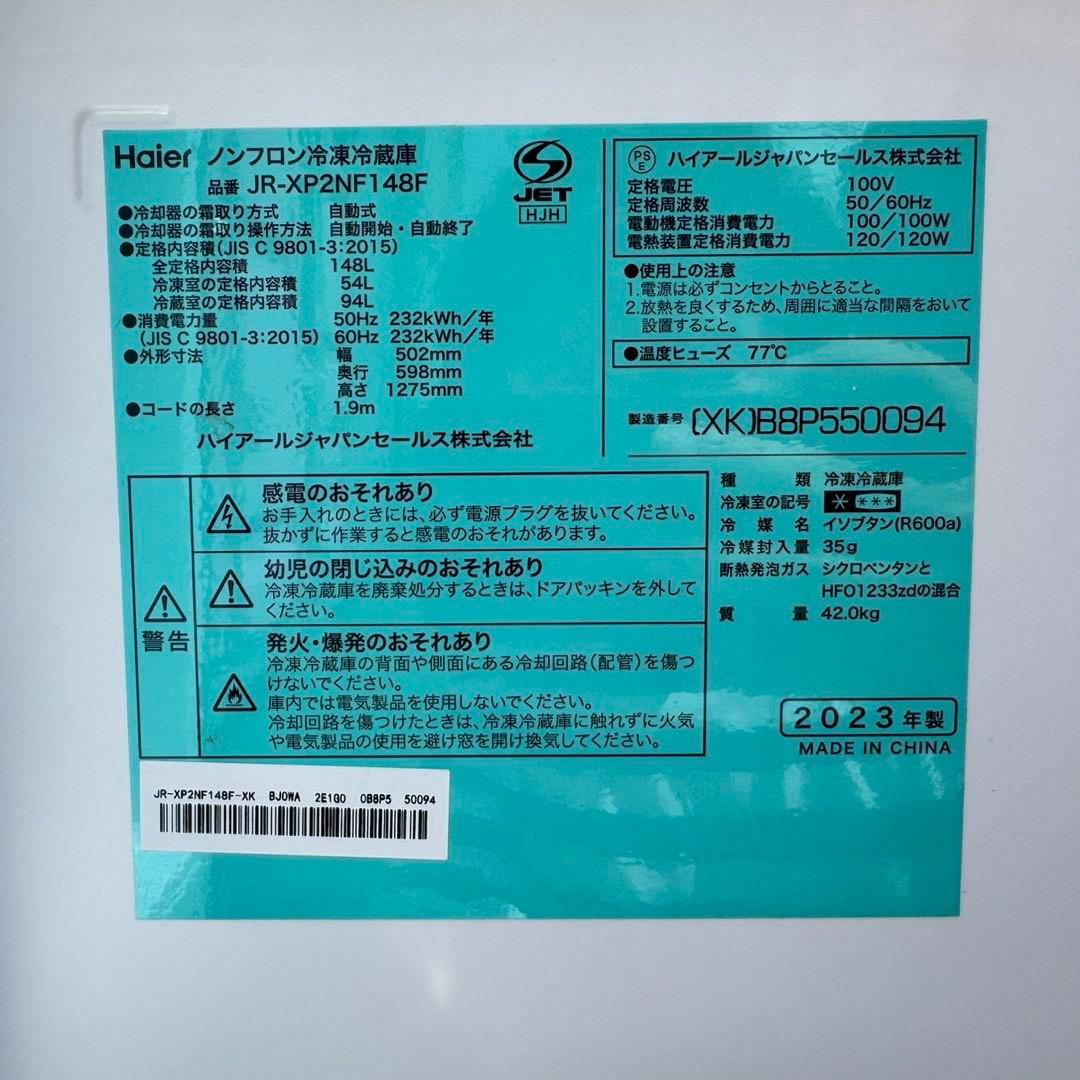 Haier ノンフロン冷凍冷蔵庫
品番 JR-XP2NF148F
●冷却器の霜取り方式 自動式
●冷却器の霜取り操作方法 自動開始・自動終了
●定格内容積(JIS C 9801-3:2015)
全定格内容積 148L
冷凍室の定格内容積 54L
冷蔵室の定格内容積 94L
●消費電力量 50Hz 232kWh/年
(JIS C 9801-3:2015) 60Hz 232kWh/年
●外形寸法 幅 502mm
奥行 598mm
高さ 1275mm
●コードの長さ 1.9m
ハイアールジャパンセールス株式会社
S
JET
HJH
PS
E
ハイアールジャパンセールス株式会社
定格電圧 100V
定格周波数 50/60Hz
電動機定格消費電力 100/100W
電熱装置定格消費電力 120/120W
●使用上の注意
1.電源は必ずコンセントからとること。
2.放熱を良くするため、周囲に適当な間隔をおいて
設置すること。
●温度ヒューズ 77℃
製造番号 (XK)B8P550094
警告
感電のおそれあり
お手入れのときには、必ず電源プラグを抜いてください。
抜かずに作業すると感電のおそれがあります。
幼児の閉じ込みのおそれあり
冷凍冷蔵庫を廃棄処分するときは、ドアパッキンを外して
ください。
発火・爆発のおそれあり
冷凍冷蔵庫の背面や側面にある冷却回路(配管)を傷つ
けないでください。
庫内では電気製品を使用しないでください。
冷却回路を傷つけたときは、冷凍冷蔵庫に触れずに火気
や電気製品の使用を避け窓を開け換気してください。
種類 冷凍冷蔵庫
冷凍室の記号 * ***
冷媒名 イソブタン(R600a)
冷媒封入量 35g
断熱発泡ガス シクロペンタンと
HFO1233zdの混合
質量 42.0kg
2023年製
MADE IN CHINA
JR-XP2NF148F-XK BJ0WA 2E1G0 0B8P5 50094